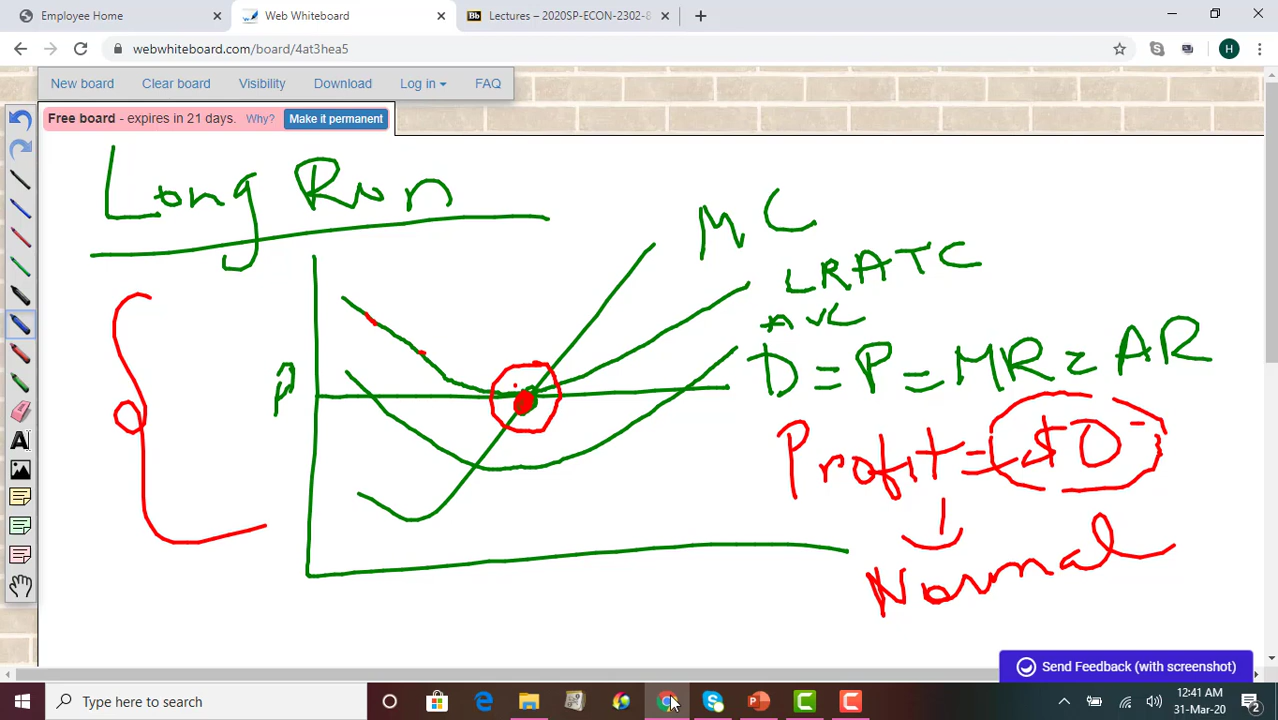 Employee Home
Web Whiteboard
Lectures – 2020SP-ECON-2302-8
webwhiteboard.com/board/4at3hea5
H
New board
Clear board
Visibility
Download
Log in
FAQ
Free board - expires in 21 days. Why? Make it permanent
Long Run
MC
LRATC
AVC
D = P = MR = AR
P
Profit = $0
Normal
A
Send Feedback (with screenshot)
Type here to search
12:41 AM
31-Mar-20
2